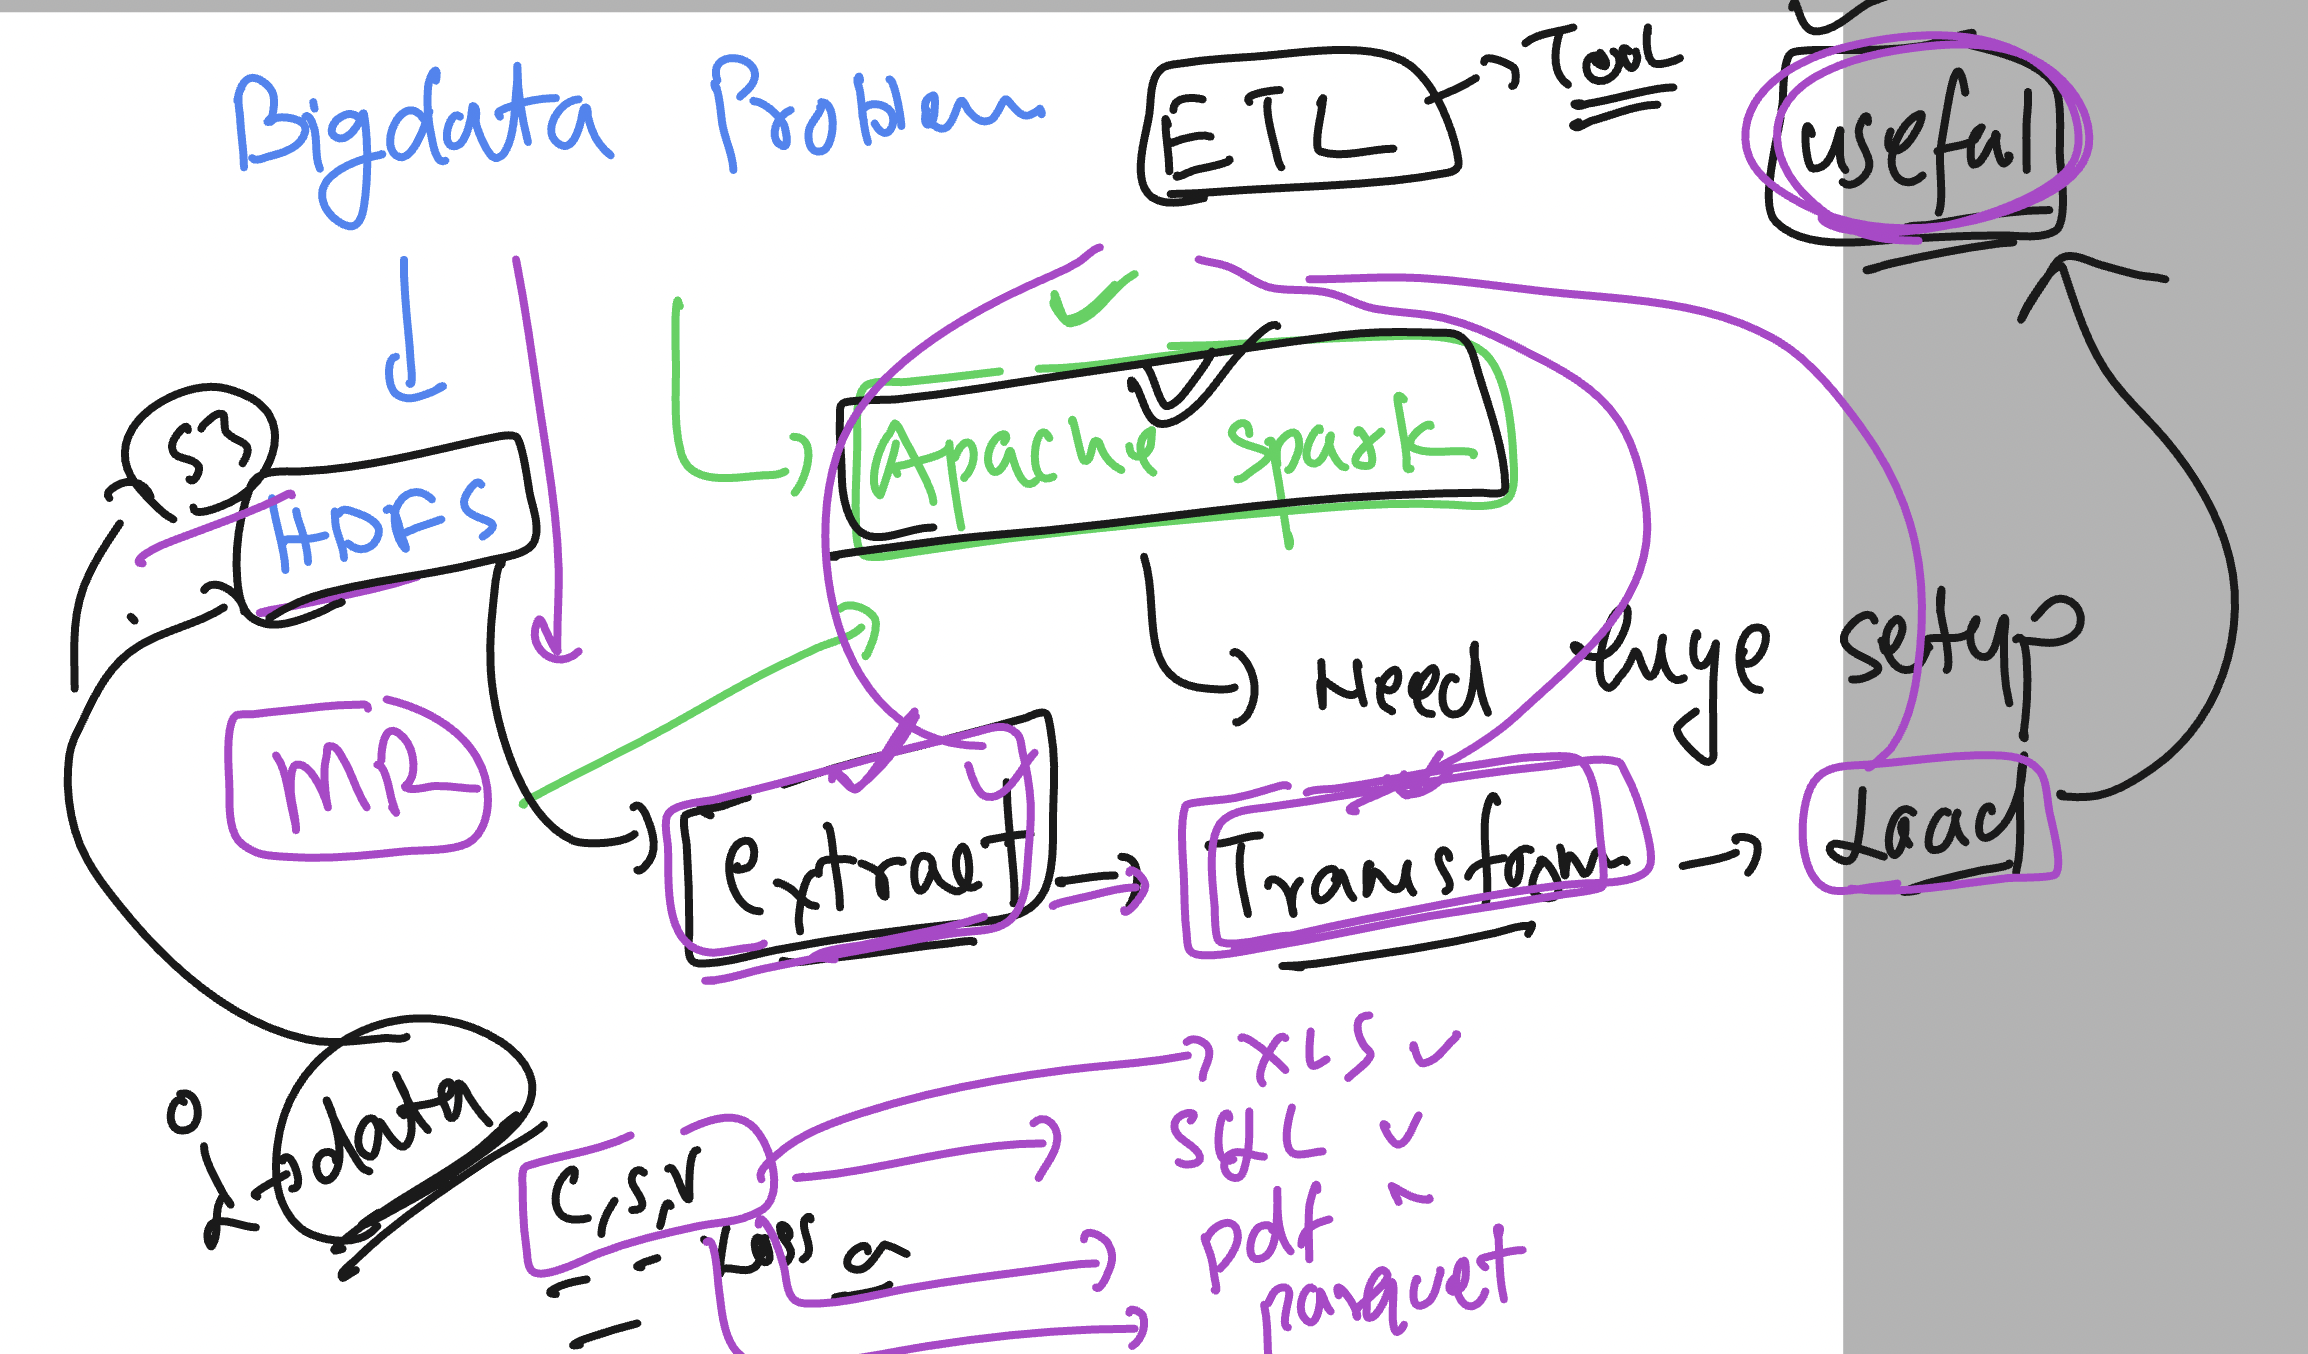 Bigdata Problem
ETL → Tool
useful
S3
HDFS
Apache Spark
Need huge setup
MR
extract → Transform → Load
data
C,s,v
XLS
SQL
pdf
parquet